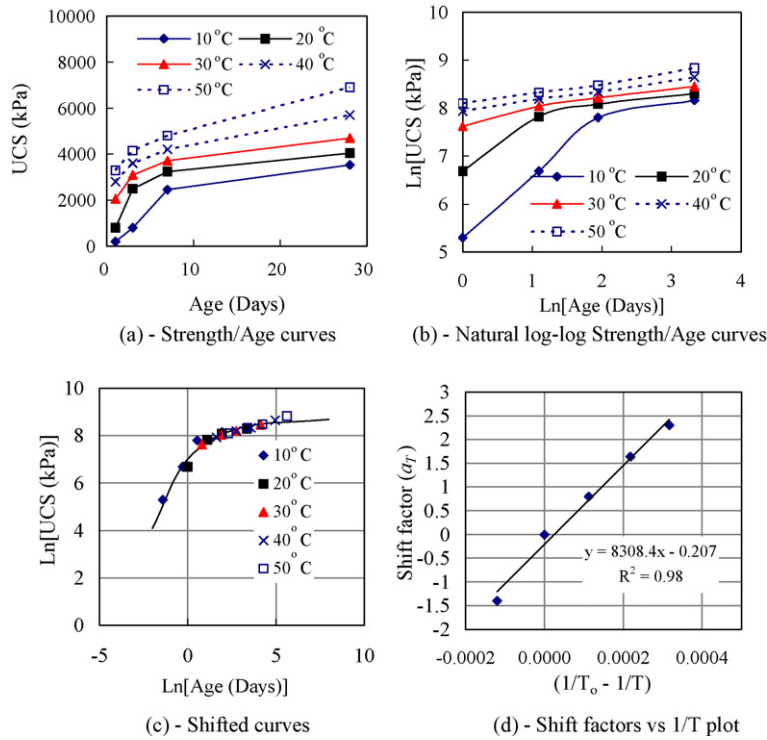 10000
8000
6000
4000
2000
0
UCS (kPa)
10°C
20 °C
30°C
40 °C
50°C
0
10
20
30
Age (Days)
(a) - Strength/Age curves
10
9
8
7
6
5
Ln[UCS (kPa)]
10 °C
20°C
30 °C
40°C
50 °C
0
1
2
3
4
Ln[Age (Days)]
(b) - Natural log-log Strength/Age curves
10
8
6
4
2
0
Ln[UCS (kPa)]
10° C
20° C
30° C
40° C
50° C
-5
0
5
10
Ln[Age (Days)]
(c) - Shifted curves
3
2.5
2
1.5
1
0.5
0
-0.5
-1
-1.5
-2
Shift factor (aT)
y = 8308.4x - 0.207
R² = 0.98
-0.0002
0.0000
0.0002
0.0004
(1/To - 1/T)
(d) - Shift factors vs 1/T plot